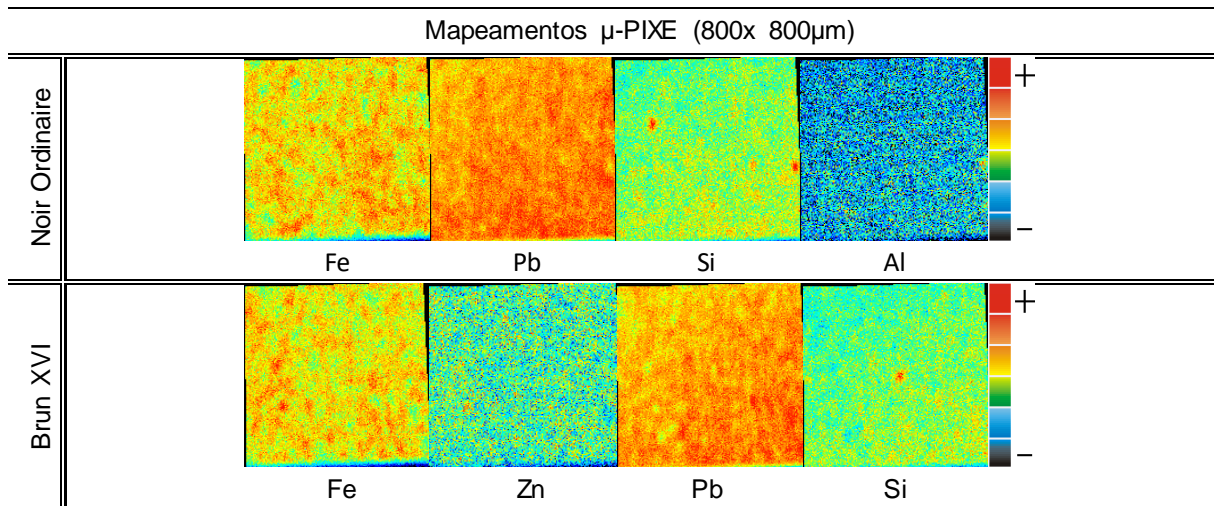 Mapeamentos µ-PIXE (800x 800µm)
Noir Ordinaire
+
–
Fe Pb Si Al
Brun XVI
+
–
Fe Zn Pb Si